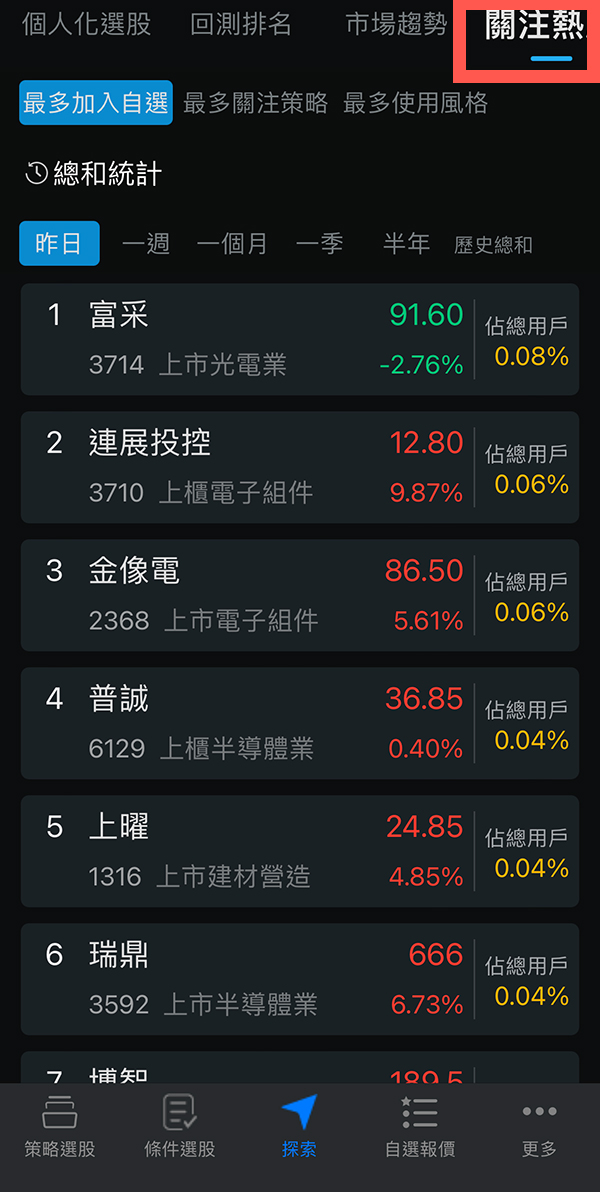 個人化選股 回測排名 市場趨勢 關注熱
最多加入自選 最多關注策略 最多使用風格
總和統計
昨日 一週 一個月 一季 半年 歷史總和
1 富采 91.60 佔總用戶
3714 上市光電業 -2.76% 0.08%
2 連展投控 12.80 佔總用戶
3710 上櫃電子組件 9.87% 0.06%
3 金像電 86.50 佔總用戶
2368 上市電子組件 5.61% 0.06%
4 普誠 36.85 佔總用戶
6129 上櫃半導體業 0.40% 0.04%
5 上曜 24.85 佔總用戶
1316 上市建材營造 4.85% 0.04%
6 瑞鼎 666 佔總用戶
3592 上市半導體業 6.73% 0.04%
7 博智 189.5
策略選股 條件選股 探索 自選報價 更多